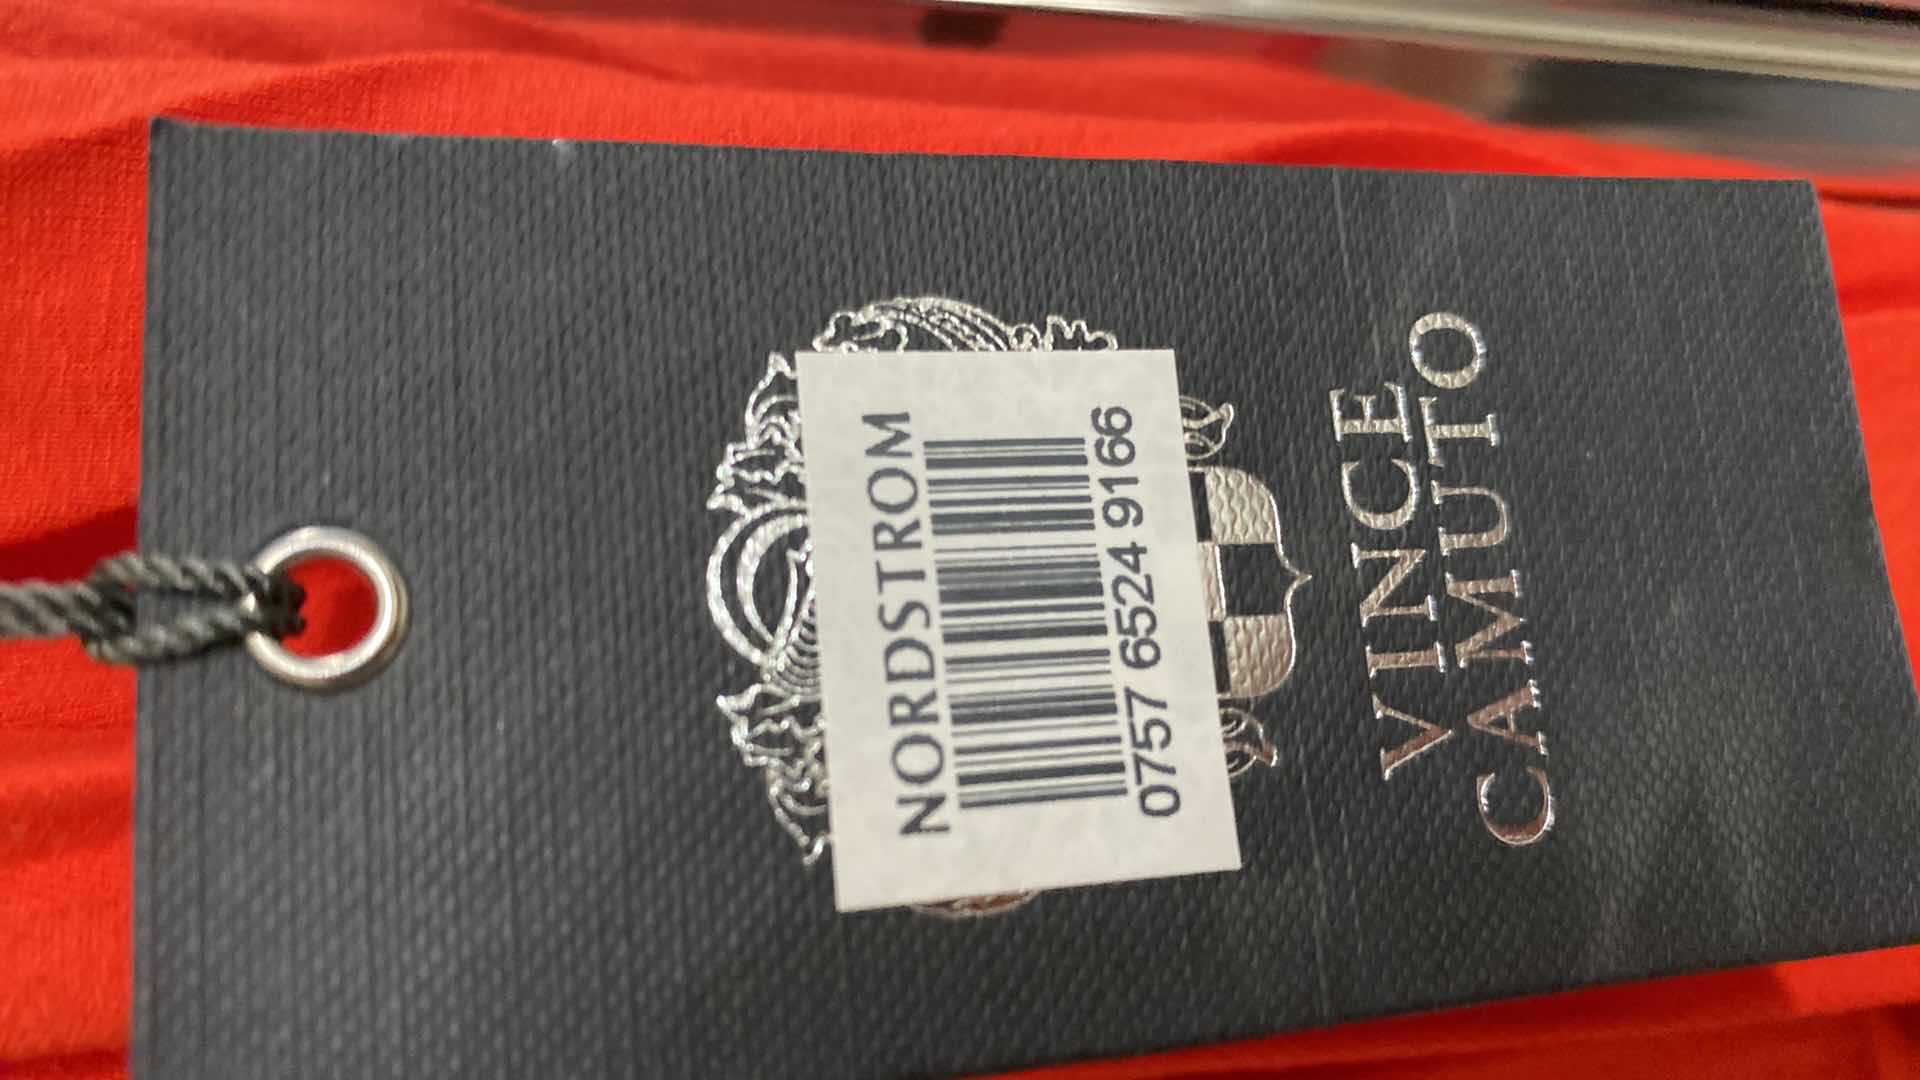 NORDSTROM
0757 6524 9166
VINCE
CAMUTO